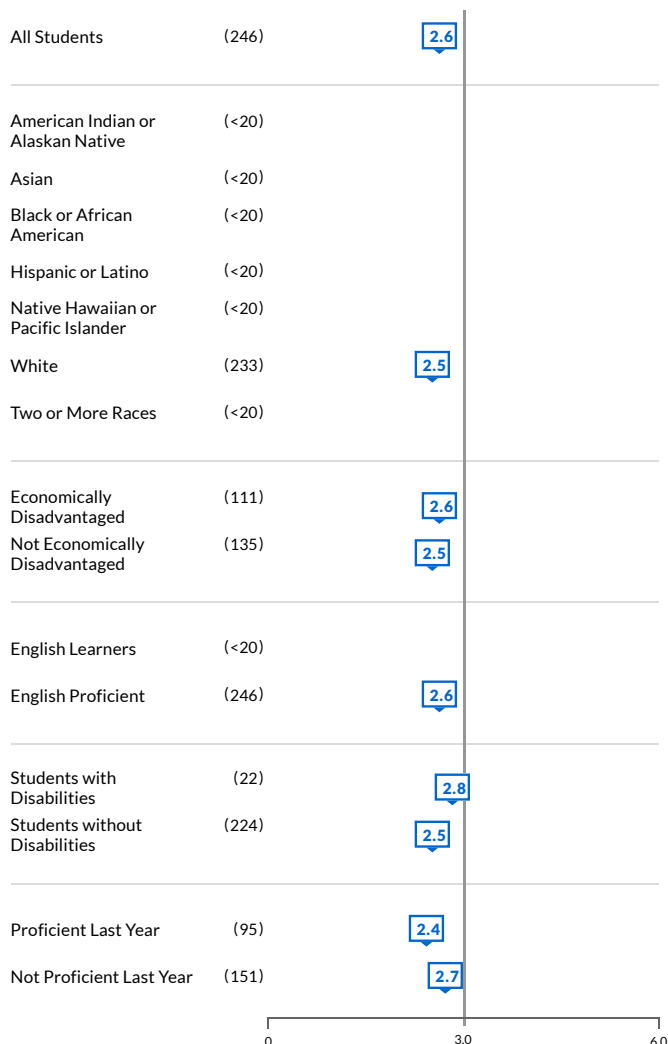 All Students (246) 2.6
American Indian or (<20)
Alaskan Native
Asian (<20)
Black or African (<20)
American
Hispanic or Latino (<20)
Native Hawaiian or (<20)
Pacific Islander
White (233) 2.5
Two or More Races (<20)
Economically (111) 2.6
Disadvantaged
Not Economically (135) 2.5
Disadvantaged
English Learners (<20)
English Proficient (246) 2.6
Students with (22) 2.8
Disabilities
Students without (224) 2.5
Disabilities
Proficient Last Year (95) 2.4
Not Proficient Last Year (151) 2.7
0 3.0 6.0